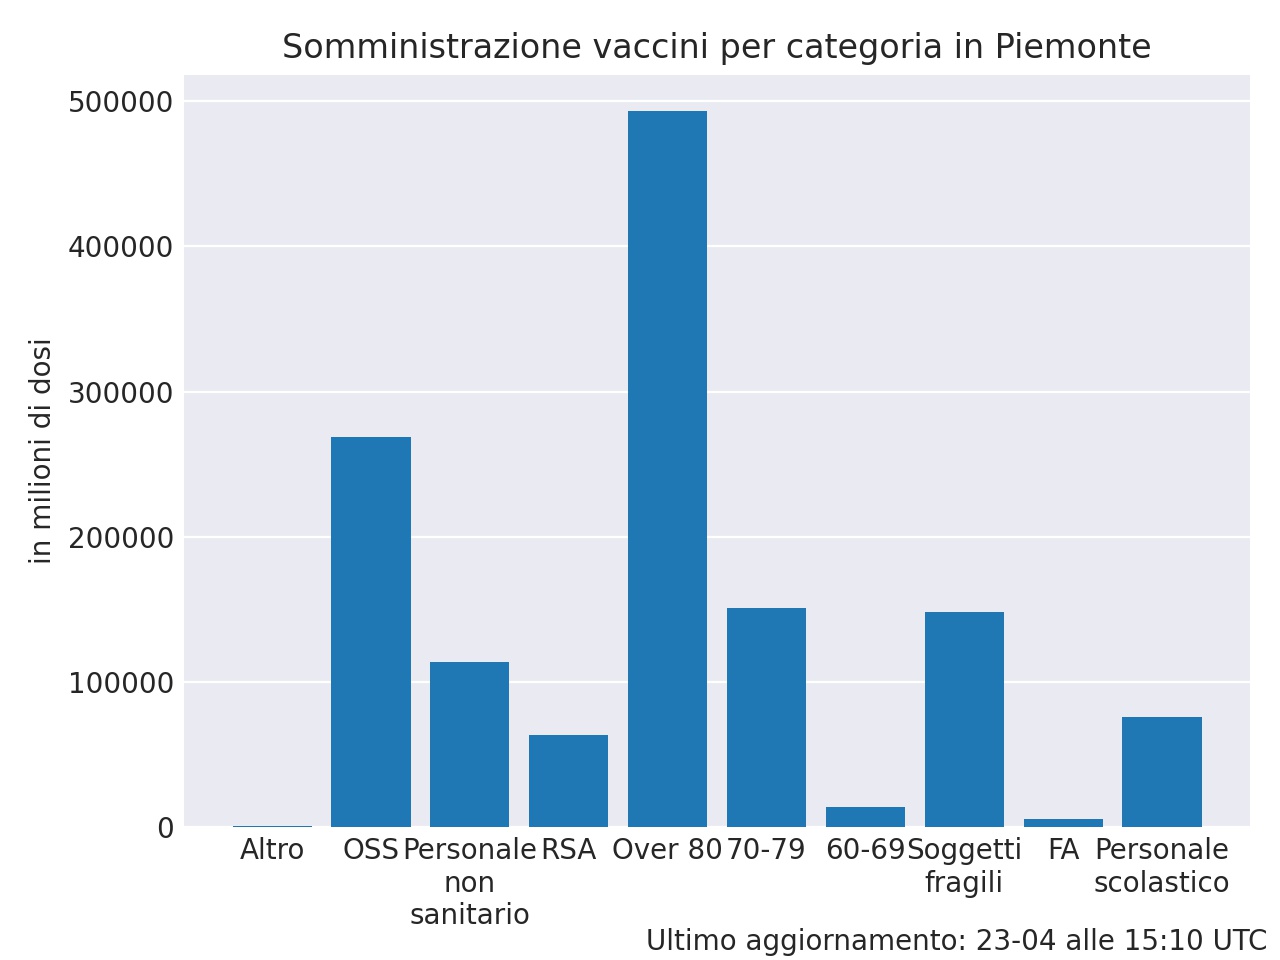 Somministrazione vaccini per categoria in Piemonte
500000
400000
300000
200000
100000
0
in milioni di dosi
Altro
OSS
Personale
non
sanitario
RSA
Over 80
70-79
60-69
Soggetti
fragili
FA
Personale
scolastico
Ultimo aggiornamento: 23-04 alle 15:10 UTC